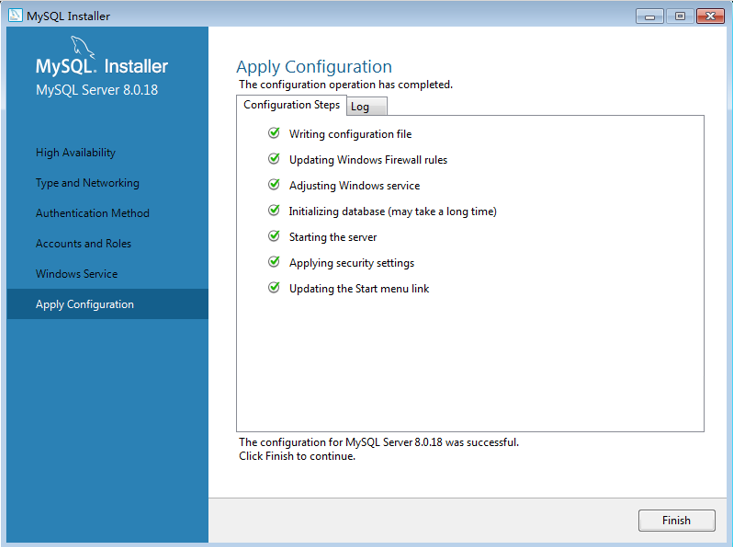 MySQL Installer
MySQL. Installer
MySQL Server 8.0.18
High Availability
Type and Networking
Authentication Method
Accounts and Roles
Windows Service
Apply Configuration
Apply Configuration
The configuration operation has completed.
Configuration Steps
Log
Writing configuration file
Updating Windows Firewall rules
Adjusting Windows service
Initializing database (may take a long time)
Starting the server
Applying security settings
Updating the Start menu link
The configuration for MySQL Server 8.0.18 was successful.
Click Finish to continue.
Finish